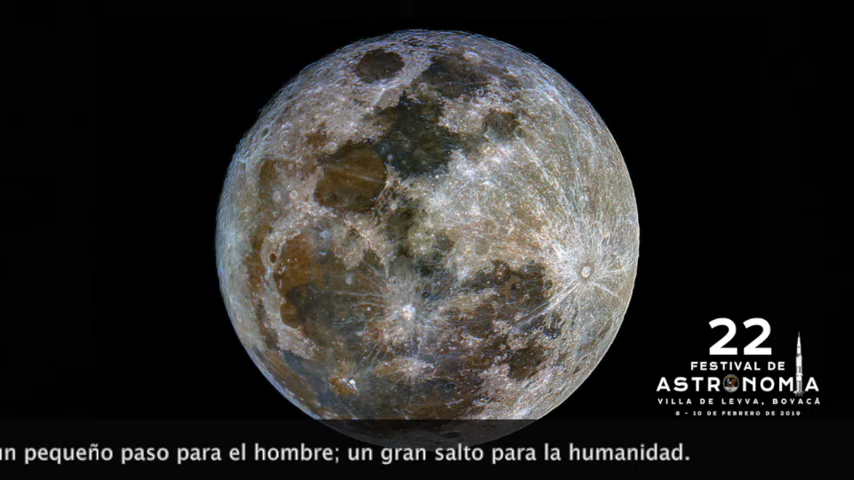 22
FESTIVAL DE
ASTRONOMÍA
VILLA DE LEYVA, BOYACÁ
8 - 10 DE FEBRERO DE 2019
un pequeño paso para el hombre; un gran salto para la humanidad.